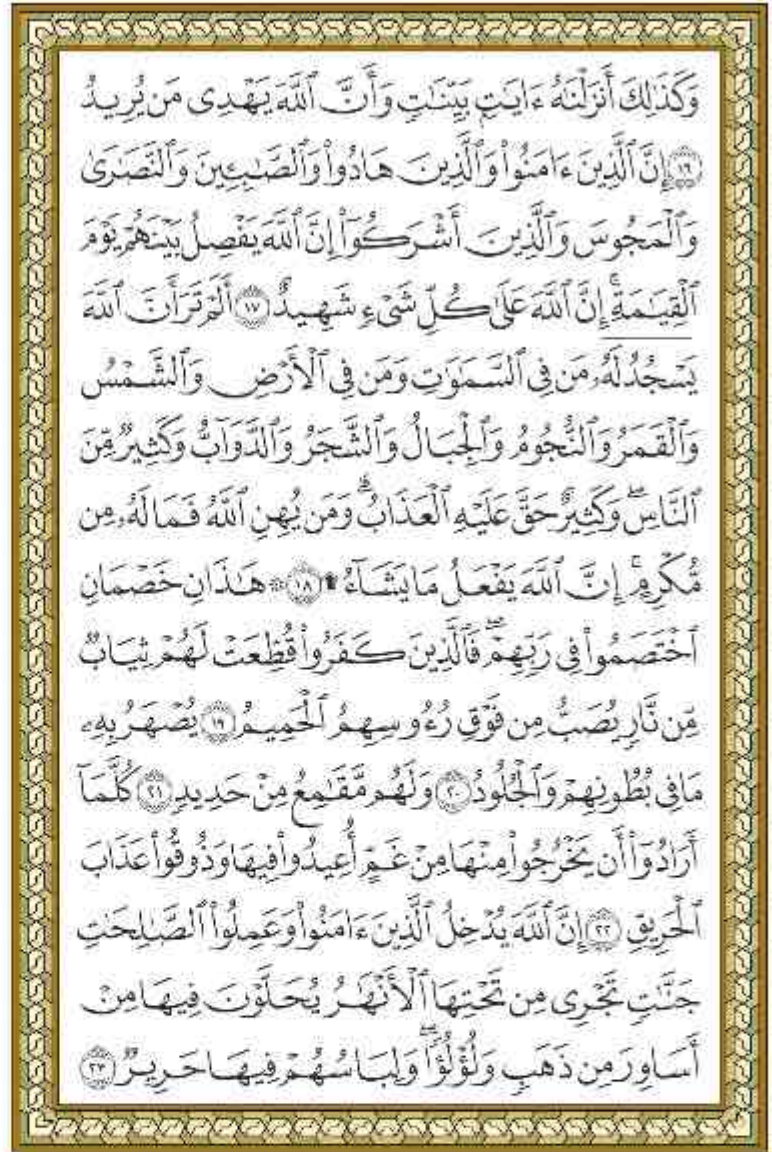 وَكَذَٰلِكَ أَنزَلْنَٰهُ ءَايَٰتٍۭ بَيِّنَٰتٍ وَأَنَّ ٱللَّهَ يَهْدِى مَن يُرِيدُ
﴿١٦﴾ إِنَّ ٱلَّذِينَ ءَامَنُوا۟ وَٱلَّذِينَ هَادُوا۟ وَٱلصَّٰبِـِٔينَ وَٱلنَّصَٰرَىٰ
وَٱلْمَجُوسَ وَٱلَّذِينَ أَشْرَكُوٓا۟ إِنَّ ٱللَّهَ يَفْصِلُ بَيْنَهُمْ يَوْمَ
ٱلْقِيَٰمَةِ ۚ إِنَّ ٱللَّهَ عَلَىٰ كُلِّ شَىْءٍ شَهِيدٌ ﴿١٧﴾ أَلَمْ تَرَ أَنَّ ٱللَّهَ
يَسْجُدُ لَهُۥ مَن فِى ٱلسَّمَٰوَٰتِ وَمَن فِى ٱلْأَرْضِ وَٱلشَّمْسُ
وَٱلْقَمَرُ وَٱلنُّجُومُ وَٱلْجِبَالُ وَٱلشَّجَرُ وَٱلدَّوَآبُّ وَكَثِيرٌ مِّنَ
ٱلنَّاسِ ۖ وَكَثِيرٌ حَقَّ عَلَيْهِ ٱلْعَذَابُ ۗ وَمَن يُهِنِ ٱللَّهُ فَمَا لَهُۥ مِن
مُّكْرِمٍ ۚ إِنَّ ٱللَّهَ يَفْعَلُ مَا يَشَآءُ ۩ ﴿١٨﴾ ۞ هَٰذَانِ خَصْمَانِ
ٱخْتَصَمُوا۟ فِى رَبِّهِمْ ۖ فَٱلَّذِينَ كَفَرُوا۟ قُطِّعَتْ لَهُمْ ثِيَابٌ
مِّن نَّارٍ يُصَبُّ مِن فَوْقِ رُءُوسِهِمُ ٱلْحَمِيمُ ﴿١٩﴾ يُصْهَرُ بِهِۦ
مَا فِى بُطُونِهِمْ وَٱلْجُلُودُ ﴿٢٠﴾ وَلَهُم مَّقَٰمِعُ مِنْ حَدِيدٍ ﴿٢١﴾ كُلَّمَآ
أَرَادُوٓا۟ أَن يَخْرُجُوا۟ مِنْهَا مِنْ غَمٍّ أُعِيدُوا۟ فِيهَا وَذُوقُوا۟ عَذَابَ
ٱلْحَرِيقِ ﴿٢٢﴾ إِنَّ ٱللَّهَ يُدْخِلُ ٱلَّذِينَ ءَامَنُوا۟ وَعَمِلُوا۟ ٱلصَّٰلِحَٰتِ
جَنَّٰتٍ تَجْرِى مِن تَحْتِهَا ٱلْأَنْهَٰرُ يُحَلَّوْنَ فِيهَا مِنْ
أَسَاوِرَ مِن ذَهَبٍ وَلُؤْلُؤًا ۖ وَلِبَاسُهُمْ فِيهَا حَرِيرٌ ﴿٢٣﴾